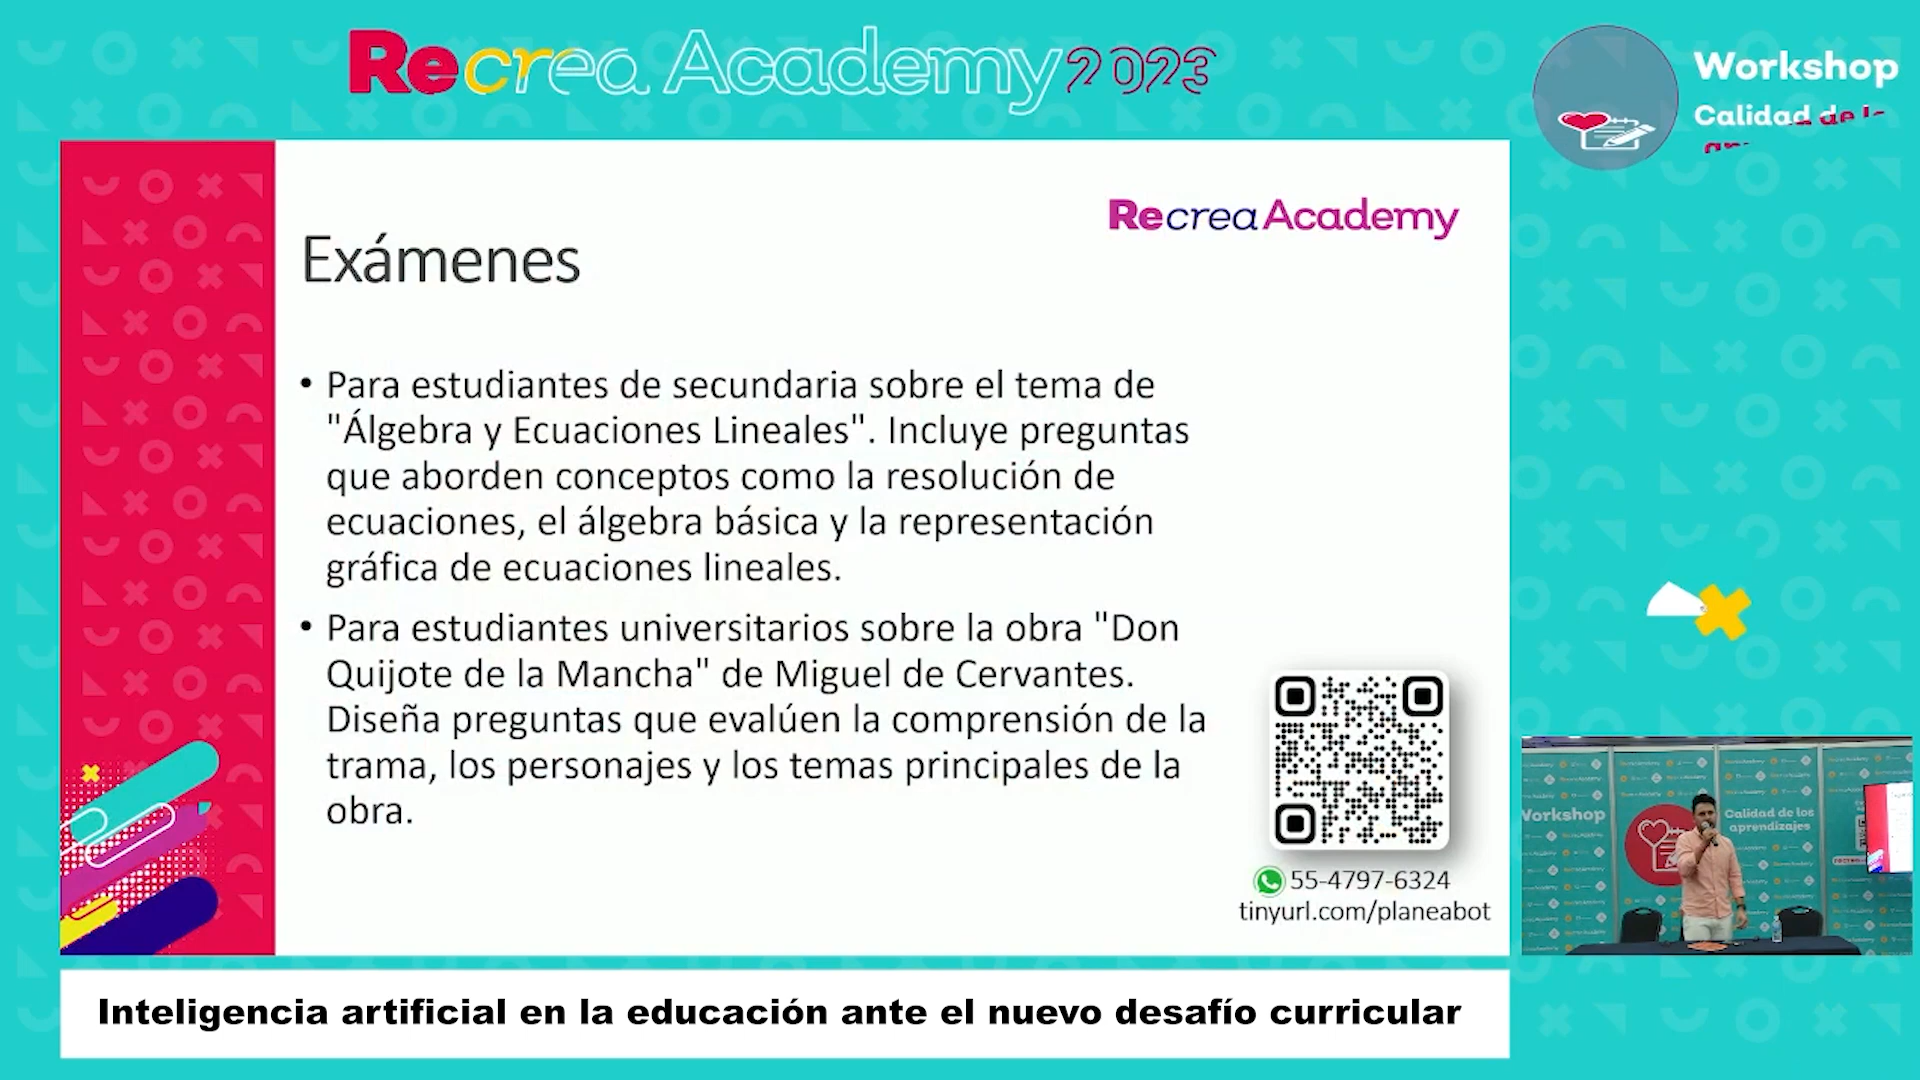 Recrea Academy 2023
Workshop
Calidad de
Recrea Academy
Exámenes
• Para estudiantes de secundaria sobre el tema de
"Álgebra y Ecuaciones Lineales". Incluye preguntas
que aborden conceptos como la resolución de
ecuaciones, el álgebra básica y la representación
gráfica de ecuaciones lineales.
• Para estudiantes universitarios sobre la obra "Don
Quijote de la Mancha" de Miguel de Cervantes.
Diseña preguntas que evalúen la comprensión de la
trama, los personajes y los temas principales de la
obra.
55-4797-6324
tinyurl.com/planeabot
Workshop
Calidad de los
aprendizajes
Inteligencia artificial en la educación ante el nuevo desafío curricular